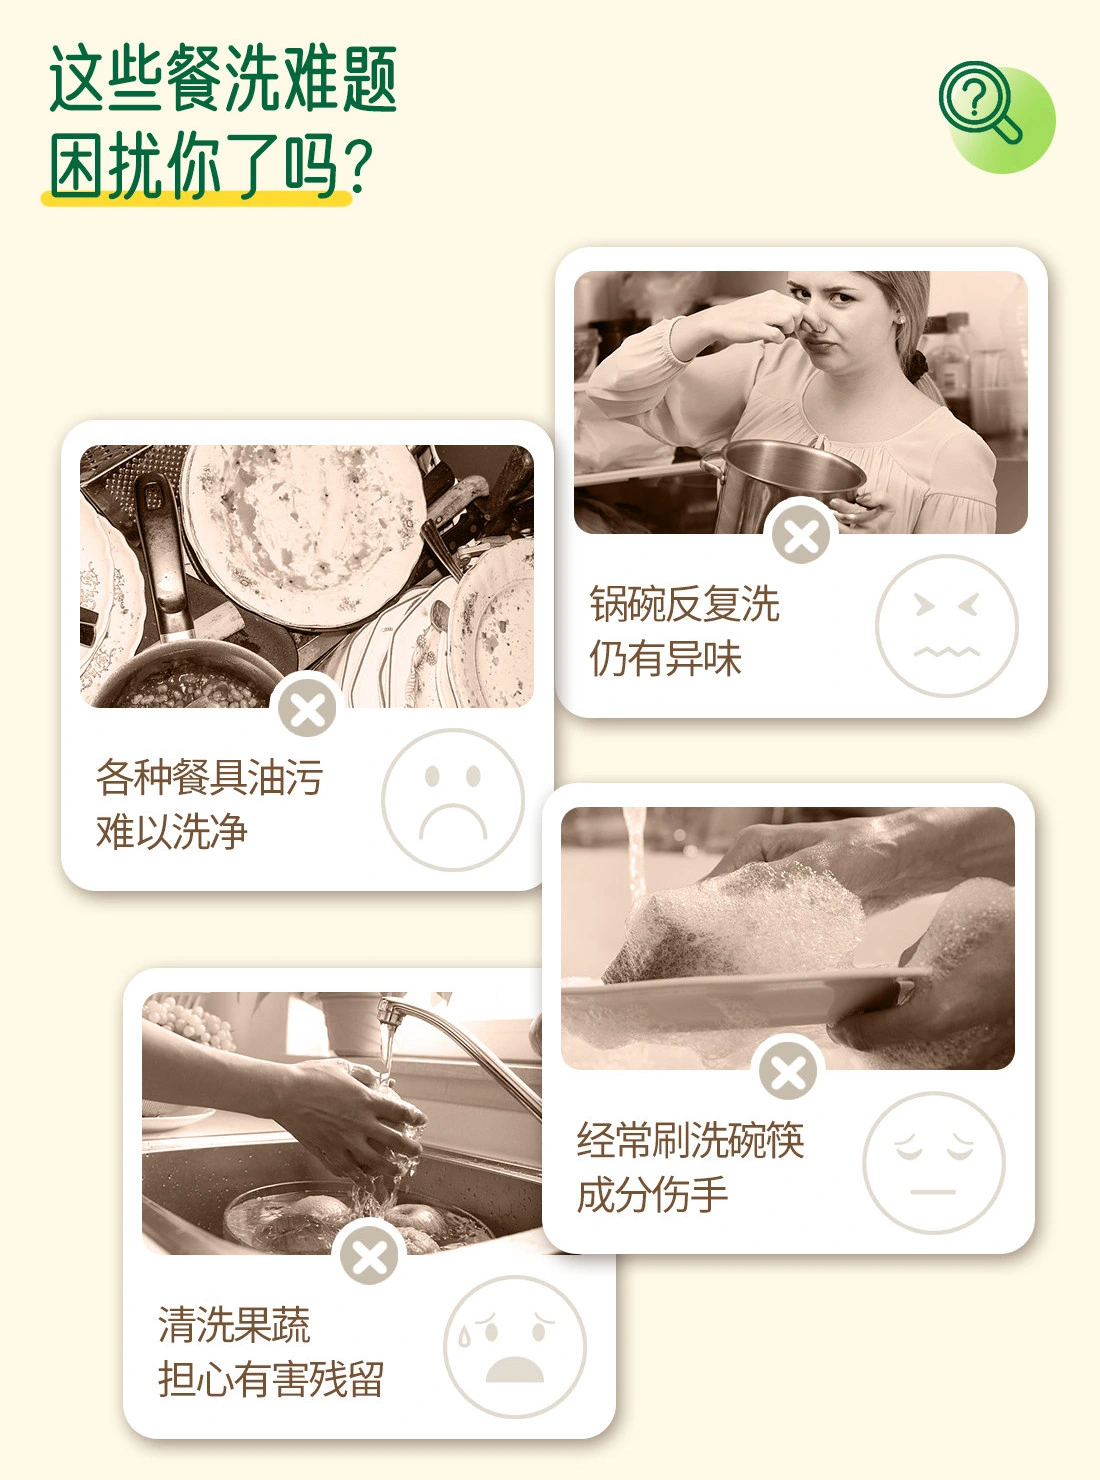 这些餐洗难题
困扰你了吗?
锅碗反复洗
仍有异味
各种餐具油污
难以洗净
经常刷洗碗筷
成分伤手
清洗果蔬
担心有害残留